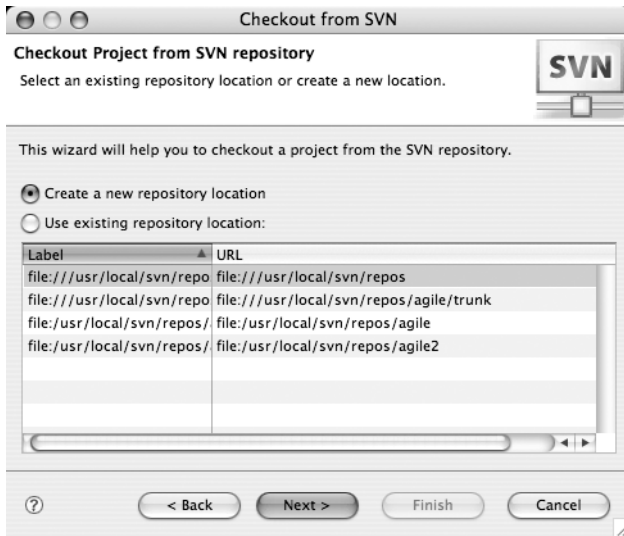 Checkout from SVN
Checkout Project from SVN repository
Select an existing repository location or create a new location.
SVN
This wizard will help you to checkout a project from the SVN repository.
Create a new repository location
Use existing repository location:
Label URL
file:///usr/local/svn/repo file:///usr/local/svn/repos
file:///usr/local/svn/repo file:///usr/local/svn/repos/agile/trunk
file:/usr/local/svn/repos/ file:/usr/local/svn/repos/agile
file:/usr/local/svn/repos/ file:/usr/local/svn/repos/agile2
? < Back Next > Finish Cancel